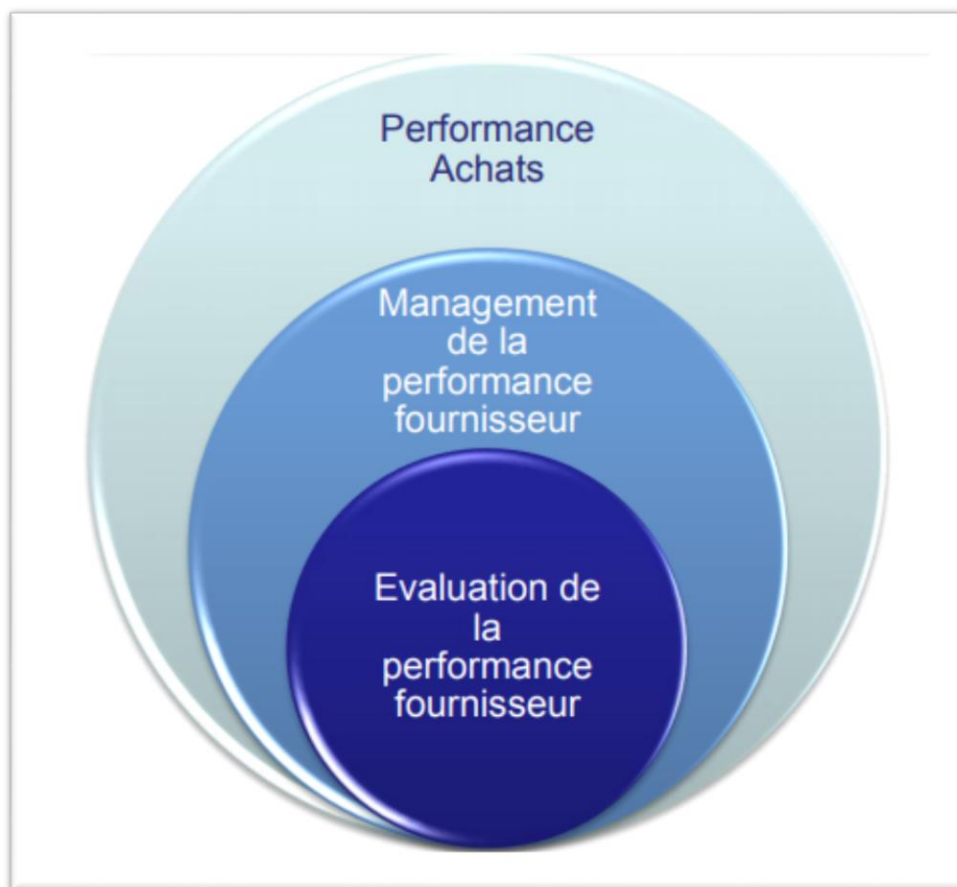 Performance
Achats
Management
de la
performance
fournisseur
Evaluation de
la
performance
fournisseur